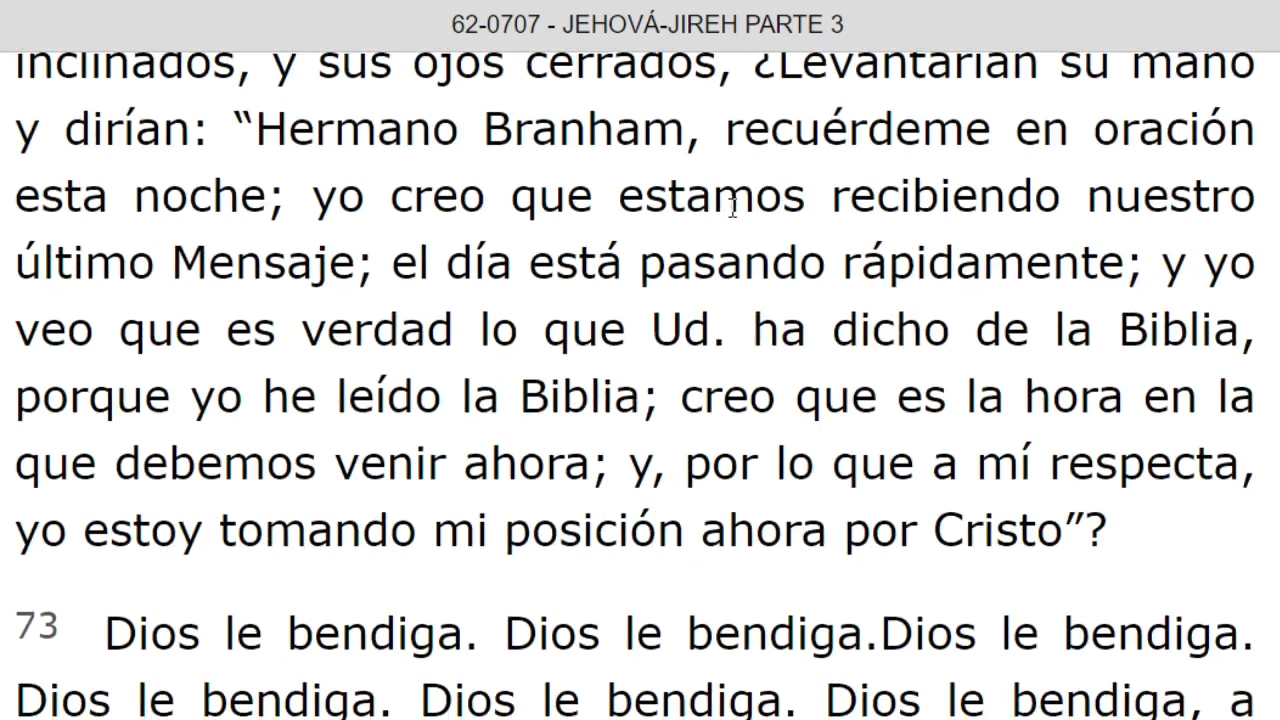 62-0707 - JEHOVÁ-JIREH PARTE 3
inclinados, y sus ojos cerrados, ¿Levantarían su mano
y dirían: “Hermano Branham, recuérdeme en oración
esta noche; yo creo que estamos recibiendo nuestro
último Mensaje; el día está pasando rápidamente; y yo
veo que es verdad lo que Ud. ha dicho de la Biblia,
porque yo he leído la Biblia; creo que es la hora en la
que debemos venir ahora; y, por lo que a mí respecta,
yo estoy tomando mi posición ahora por Cristo”?
73 Dios le bendiga. Dios le bendiga.Dios le bendiga.
Dios le bendiga. Dios le bendiga. Dios le bendiga, a